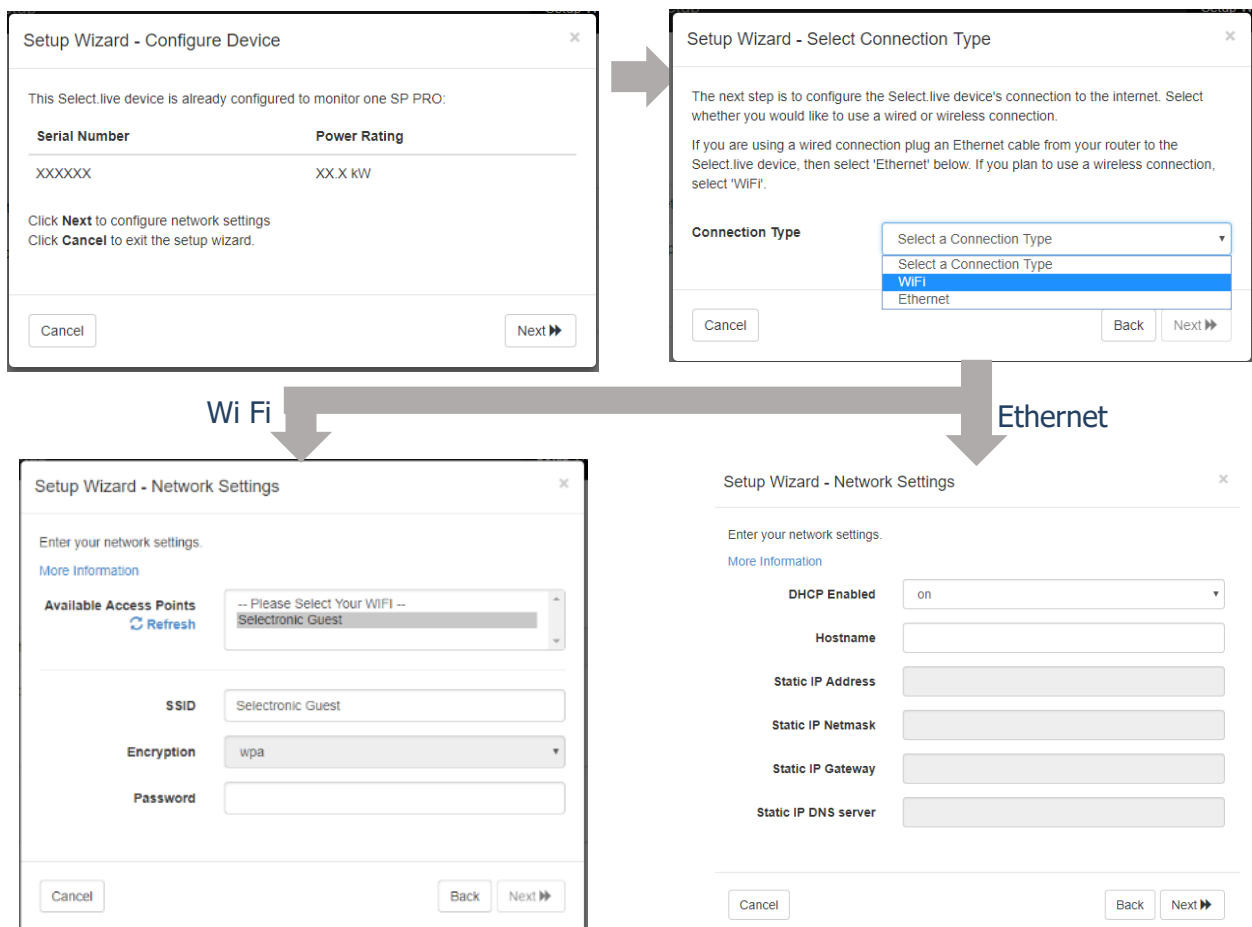 Setup Wizard - Configure Device
×
This Select.live device is already configured to monitor one SP PRO:
Serial Number Power Rating
XXXXXX XX.X kW
Click Next to configure network settings
Click Cancel to exit the setup wizard.
Cancel Next
Setup Wizard - Select Connection Type
×
The next step is to configure the Select.live device's connection to the internet. Select
whether you would like to use a wired or wireless connection.
If you are using a wired connection plug an Ethernet cable from your router to the
Select.live device, then select 'Ethernet' below. If you plan to use a wireless connection,
select 'WiFi'.
Connection Type Select a Connection Type
Select a Connection Type
WiFi
Ethernet
Cancel Back Next
Wi Fi
Ethernet
Setup Wizard - Network Settings
×
Enter your network settings.
More Information
Available Access Points -- Please Select Your WIFI --
Refresh Selectronic Guest
SSID Selectronic Guest
Encryption wpa
Password
Cancel Back Next
Setup Wizard - Network Settings
×
Enter your network settings.
More Information
DHCP Enabled on
Hostname
Static IP Address
Static IP Netmask
Static IP Gateway
Static IP DNS server
Cancel Back Next